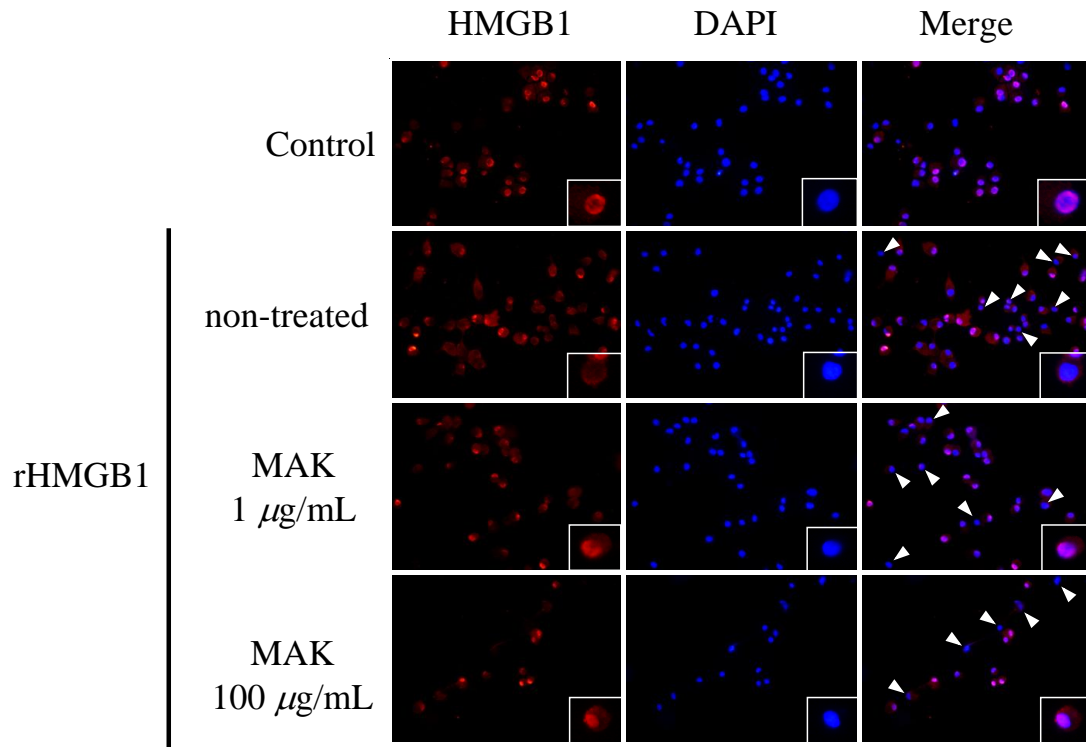 HMGB1 DAPI Merge
Control
non-treated
rHMGB1
MAK
1 μg/mL
MAK
100 μg/mL